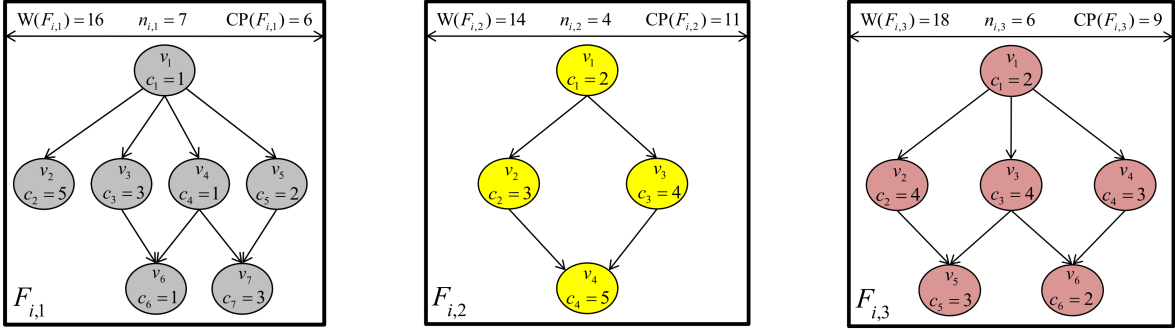 W(F_{i,1})=16 n_{i,1}=7 CP(F_{i,1})=6
v_1
c_1=1
v_2
c_2=5
v_3
c_3=3
v_4
c_4=1
v_5
c_5=2
v_6
c_6=1
v_7
c_7=3
F_{i,1}
W(F_{i,2})=14 n_{i,2}=4 CP(F_{i,2})=11
v_1
c_1=2
v_2
c_2=3
v_3
c_3=4
v_4
c_4=5
F_{i,2}
W(F_{i,3})=18 n_{i,3}=6 CP(F_{i,3})=9
v_1
c_1=2
v_2
c_2=4
v_3
c_3=4
v_4
c_4=3
v_5
c_5=3
v_6
c_6=2
F_{i,3}